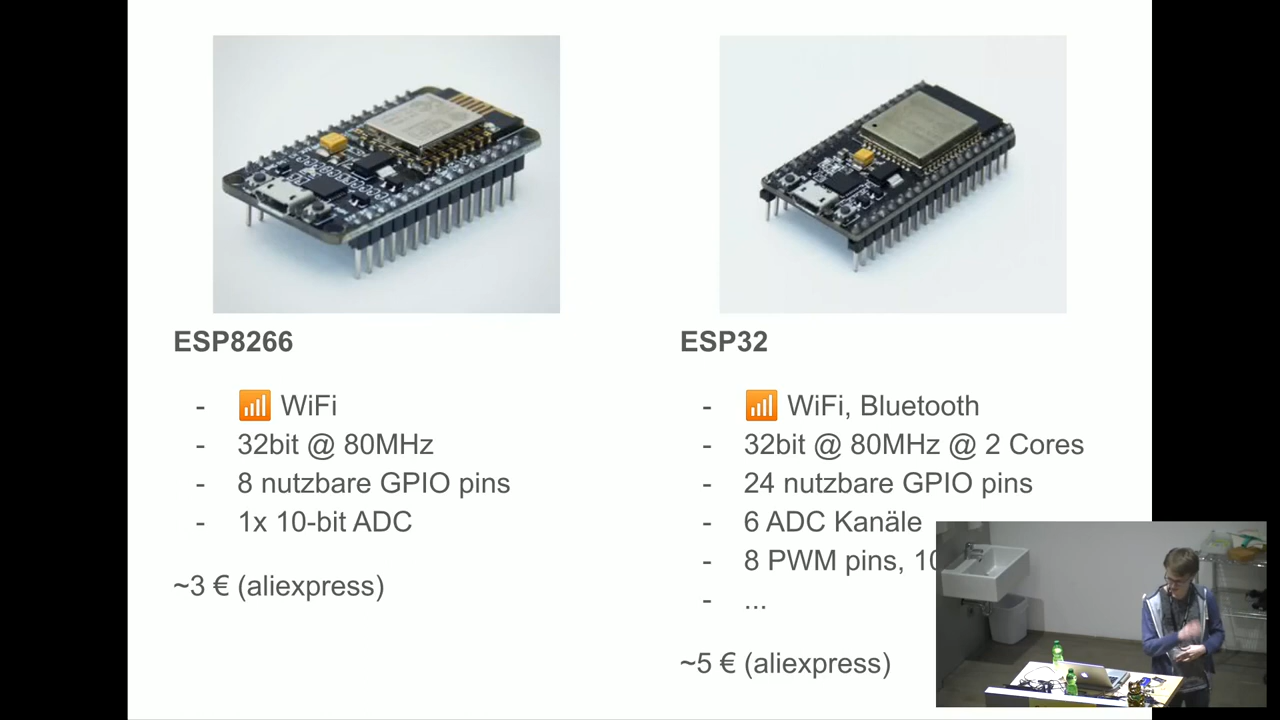 ESP8266
- 📶 WiFi
- 32bit @ 80MHz
- 8 nutzbare GPIO pins
- 1x 10-bit ADC
~3 € (aliexpress)
ESP32
- 📶 WiFi, Bluetooth
- 32bit @ 80MHz @ 2 Cores
- 24 nutzbare GPIO pins
- 6 ADC Kanäle
- 8 PWM pins,
- ...
~5 € (aliexpress)